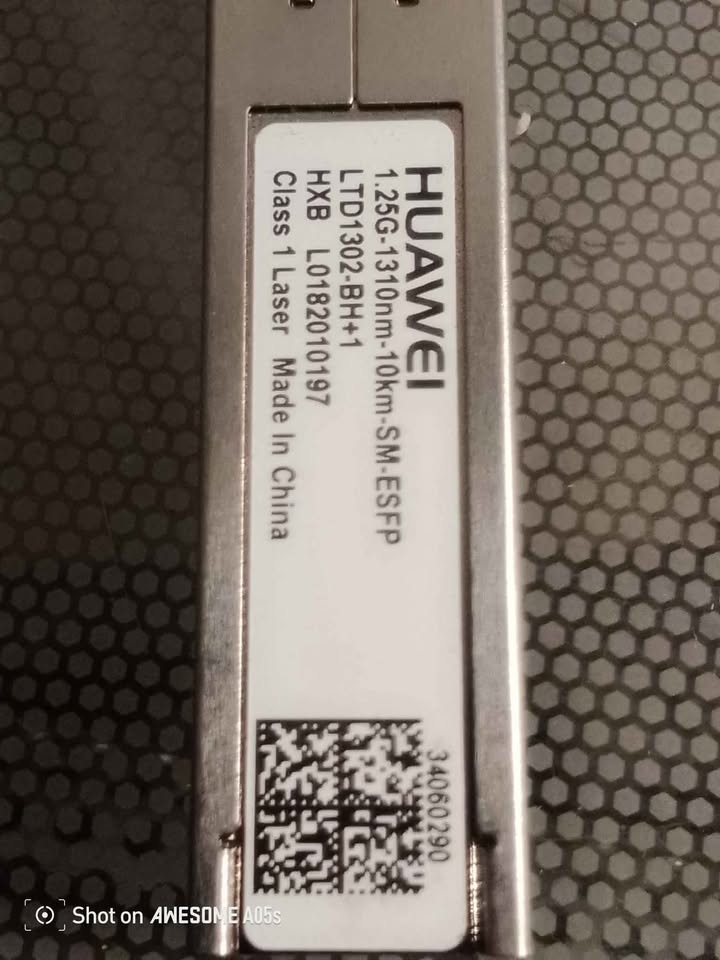 HUAWEI
1.25G-1310nm-10km-SM-ESFP
LTD1302-BH+1
HXB L0182010197
Class 1 Laser Made In China
34060290
Shot on AWESOME A05s